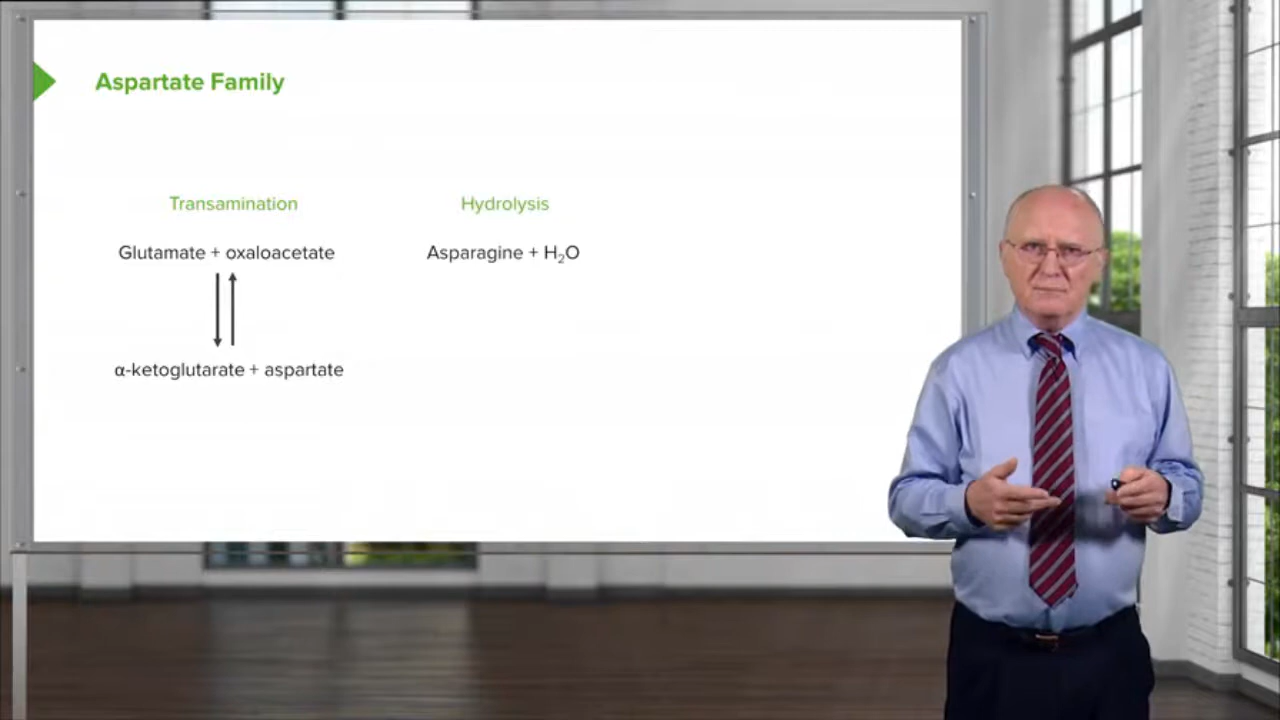 Aspartate Family
Transamination
Glutamate + oxaloacetate
α-ketoglutarate + aspartate
Hydrolysis
Asparagine + H₂O